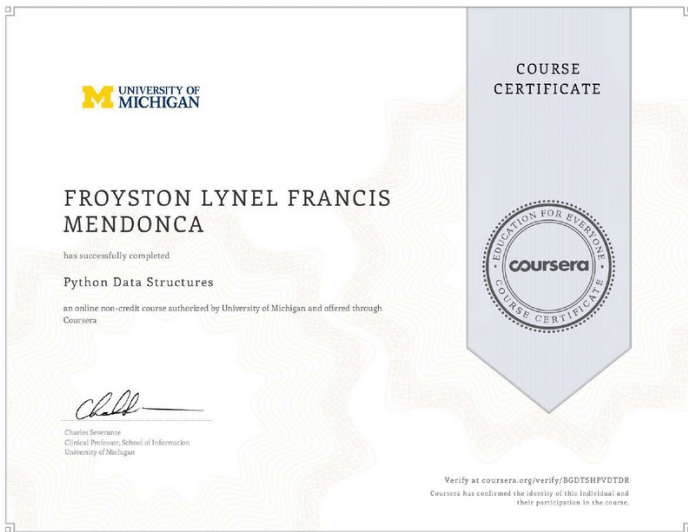 UNIVERSITY OF
MICHIGAN
COURSE
CERTIFICATE
FROYSTON LYNEL FRANCIS
MENDONCA
has successfully completed
Python Data Structures
an online non-credit course authorized by University of Michigan and offered through
Coursera
EDUCATION FOR EVERYONE
coursera
COURSE CERTIFICATE
Charles Severance
Clinical Professor, School of Information
University of Michigan
Verify at coursera.org/verify/BGDTSHPVDTDR
Coursera has confirmed the identity of this individual and
their participation in the course.